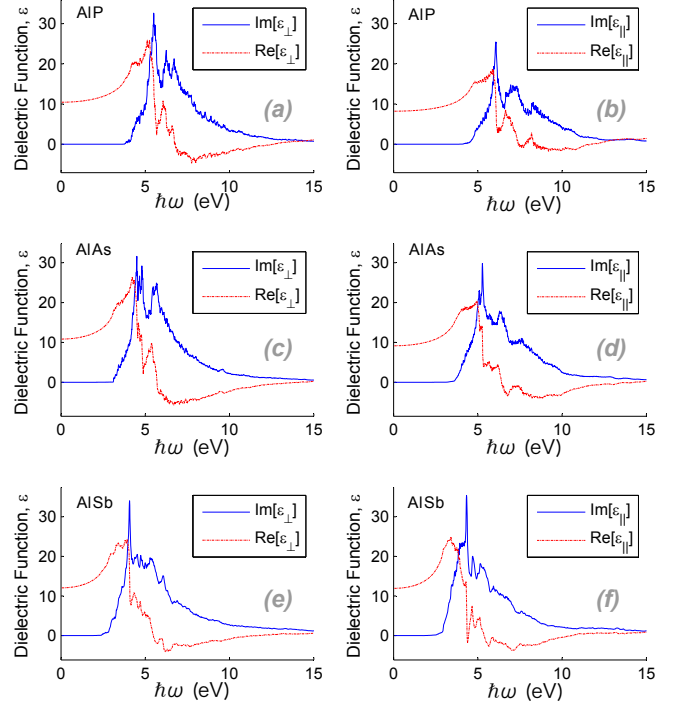 AlP
Dielectric Function, ε
30
20
10
0
Im[ε⊥]
Re[ε⊥]
(a)
0 5 10 15
ħω (eV)
AlP
Dielectric Function, ε
30
20
10
0
Im[ε||]
Re[ε||]
(b)
0 5 10 15
ħω (eV)
AlAs
Dielectric Function, ε
30
20
10
0
Im[ε⊥]
Re[ε⊥]
(c)
0 5 10 15
ħω (eV)
AlAs
Dielectric Function, ε
30
20
10
0
Im[ε||]
Re[ε||]
(d)
0 5 10 15
ħω (eV)
AlSb
Dielectric Function, ε
30
20
10
0
Im[ε⊥]
Re[ε⊥]
(e)
0 5 10 15
ħω (eV)
AlSb
Dielectric Function, ε
30
20
10
0
Im[ε||]
Re[ε||]
(f)
0 5 10 15
ħω (eV)